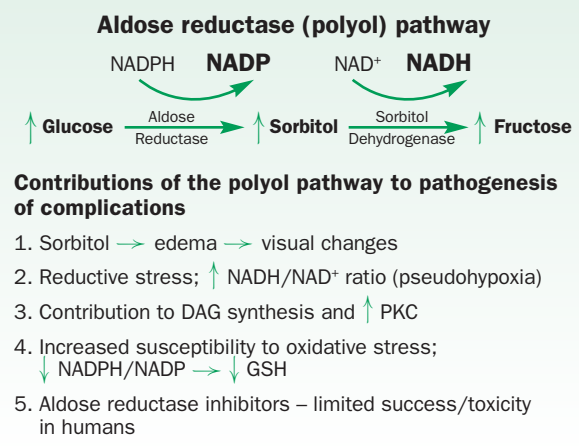 Aldose reductase (polyol) pathway
NADPH NADP NAD⁺ NADH
↑ Glucose Aldose Reductase → ↑ Sorbitol Sorbitol Dehydrogenase → ↑ Fructose
Contributions of the polyol pathway to pathogenesis
of complications
1. Sorbitol → edema → visual changes
2. Reductive stress; ↑ NADH/NAD⁺ ratio (pseudohypoxia)
3. Contribution to DAG synthesis and ↑ PKC
4. Increased susceptibility to oxidative stress;
↓ NADPH/NADP → ↓ GSH
5. Aldose reductase inhibitors – limited success/toxicity
in humans